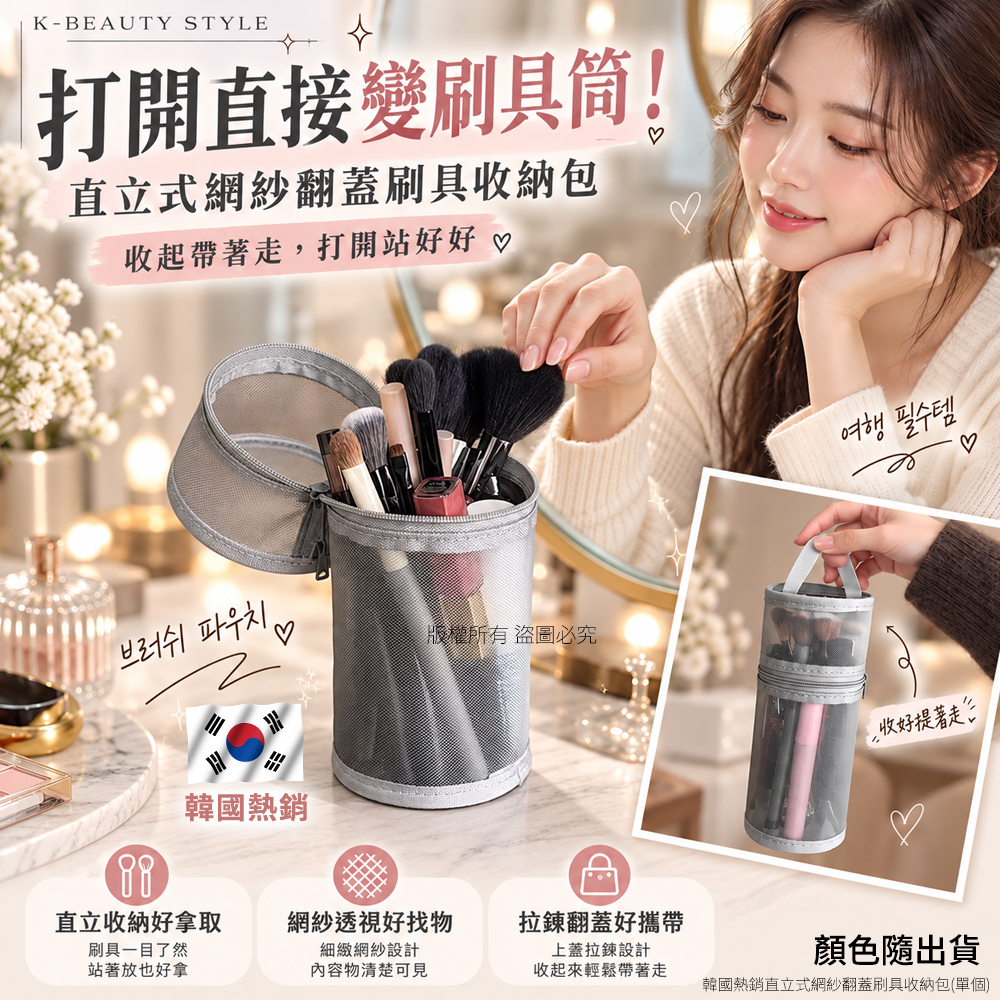 K-BEAUTY STYLE
打開直接變刷具筒！
直立式網紗翻蓋刷具收納包
收起帶著走，打開站好好
여행 필수템
브러쉬 파우치
版權所有 盜圖必究
收好提著走
韓國熱銷
直立收納好拿取
刷具一目了然
站著放也好拿
網紗透視好找物
細緻網紗設計
內容物清楚可見
拉鍊翻蓋好攜帶
上蓋拉鍊設計
收起來輕鬆帶著走
顏色隨出貨
韓國熱銷直立式網紗翻蓋刷具收納包(單個)